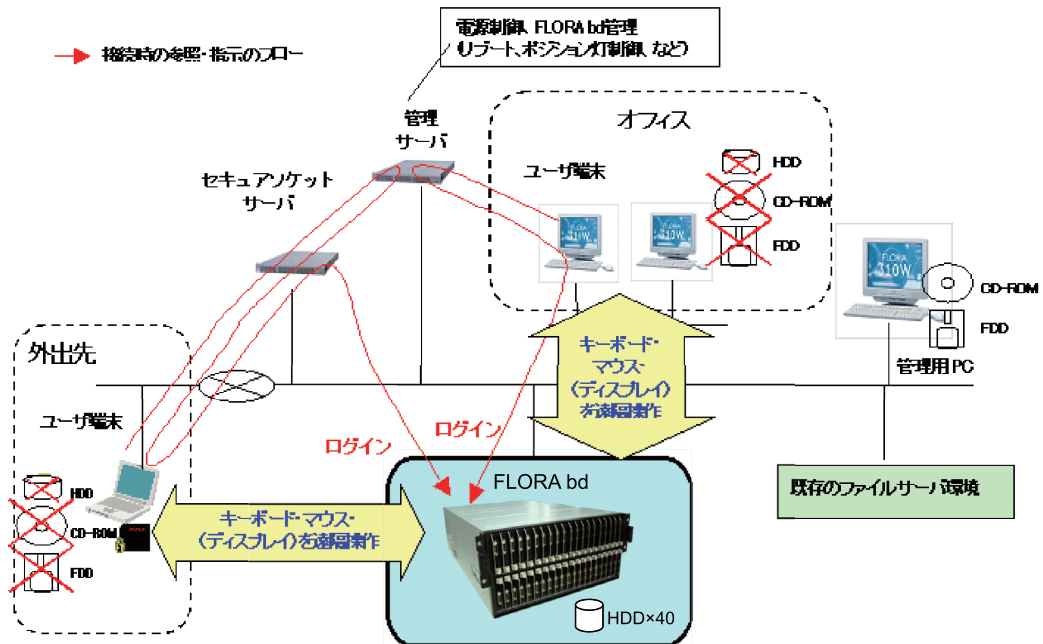 電源制御、FLORA bd管理
(リブート、ポジション灯制御、など)
接続時の参照・指示のフロー
管理
サーバ
オフィス
セキュアソケット
サーバ
ユーザ端末
HDD
CD-ROM
FDD
FLORA
310W
FLORA
310W
FLORA
310W
CD-ROM
FDD
管理用PC
外出先
キーボード・
マウス・
(ディスプレイ)
を遠隔操作
ユーザ端末
ログイン
ログイン
HDD
CD-ROM
FDD
キーボード・マウス・
(ディスプレイ)を遠隔操作
FLORA bd
HDD×40
既存のファイルサーバ環境